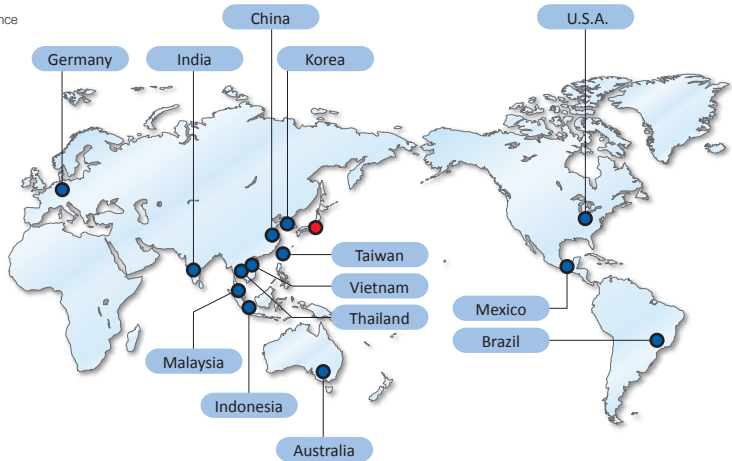 China
U.S.A.
nce
Germany
India
Korea
Taiwan
Vietnam
Mexico
Thailand
Brazil
Malaysia
Indonesia
Australia